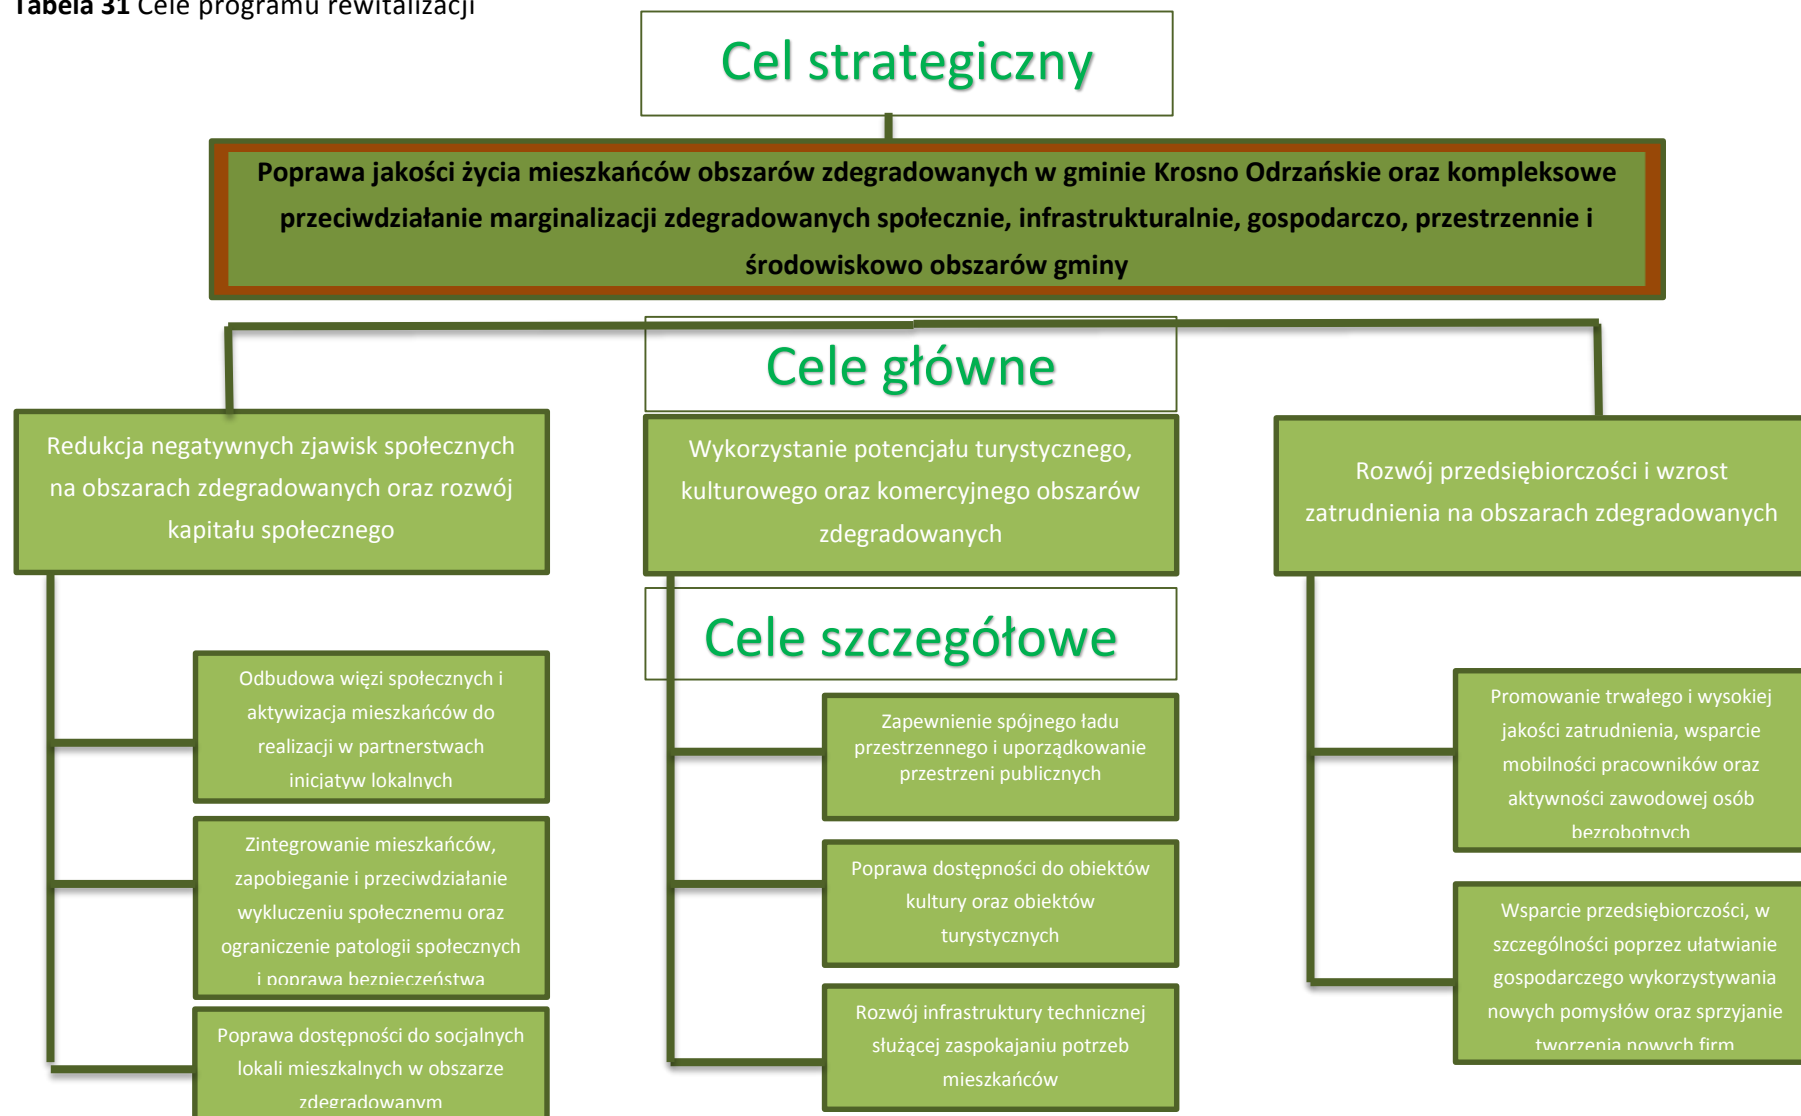 Tabela 31 Cele programu rewitalizacji
Cel strategiczny
Poprawa jakości życia mieszkańców obszarów zdegradowanych w gminie Krosno Odrzańskie oraz kompleksowe
przeciwdziałanie marginalizacji zdegradowanych społecznie, infrastrukturalnie, gospodarczo, przestrzennie i
środowiskowo obszarów gminy
Cele główne
Redukcja negatywnych zjawisk społecznych
na obszarach zdegradowanych oraz rozwój
kapitału społecznego
Wykorzystanie potencjału turystycznego,
kulturowego oraz komercyjnego obszarów
zdegradowanych
Rozwój przedsiębiorczości i wzrost
zatrudnienia na obszarach zdegradowanych
Cele szczegółowe
Odbudowa więzi społecznych i
aktywizacja mieszkańców do
realizacji w partnerstwach
inicjatyw lokalnych
Zintegrowanie mieszkańców,
zapobieganie i przeciwdziałanie
wykluczeniu społecznemu oraz
ograniczenie patologii społecznych
i poprawa bezpieczeństwa
Poprawa dostępności do socjalnych
lokali mieszkalnych w obszarze
zdegradowanym
Zapewnienie spójnego ładu
przestrzennego i uporządkowanie
przestrzeni publicznych
Poprawa dostępności do obiektów
kultury oraz obiektów
turystycznych
Rozwój infrastruktury technicznej
służącej zaspokajaniu potrzeb
mieszkańców
Promowanie trwałego i wysokiej
jakości zatrudnienia, wsparcie
mobilności pracowników oraz
aktywności zawodowej osób
bezrobotnych
Wsparcie przedsiębiorczości, w
szczególności poprzez ułatwianie
gospodarczego wykorzystywania
nowych pomysłów oraz sprzyjanie
tworzenia nowych firm